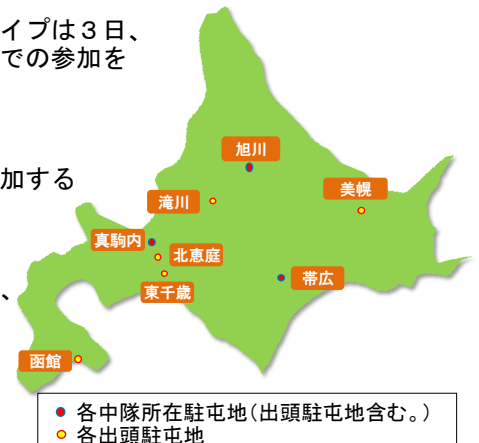 イプは３日、
での参加を
加する
、
旭川
美幌
滝川
真駒内
北恵庭
東千歳
帯広
函館
各中隊所在駐屯地（出頭駐屯地含む。）
各出頭駐屯地